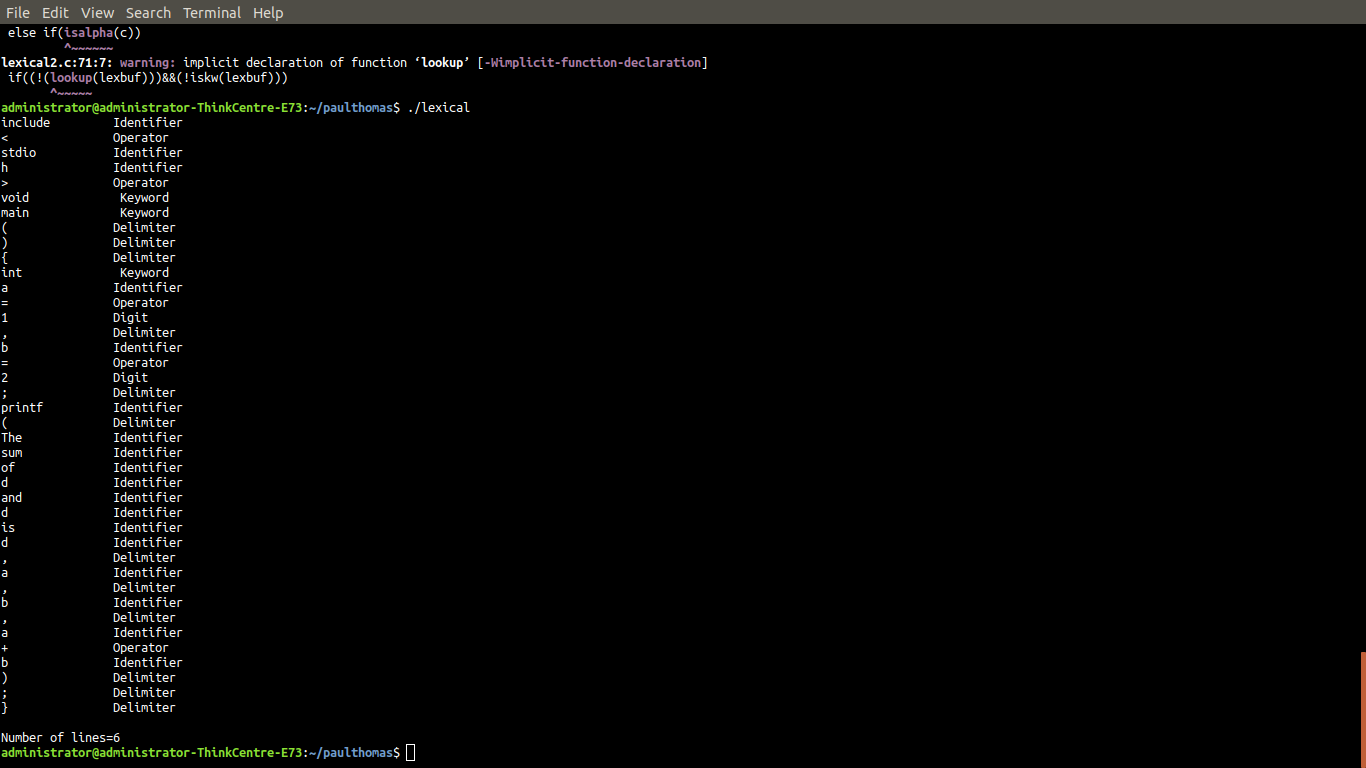 File Edit View Search Terminal Help
 else if(isalpha(c))
         ^~~~~~~
lexical2.c:71:7: warning: implicit declaration of function ‘lookup’ [-Wimplicit-function-declaration]
 if((!(lookup(lexbuf)))&&(!iskw(lexbuf)))
       ^~~~~~
administrator@administrator-ThinkCentre-E73:~/paulthomas$ ./lexical
include         Identifier
<               Operator
stdio           Identifier
h               Identifier
>               Operator
void             Keyword
main             Keyword
(               Delimiter
)               Delimiter
{               Delimiter
int              Keyword
a               Identifier
=               Operator
1               Digit
,               Delimiter
b               Identifier
=               Operator
2               Digit
;               Delimiter
printf          Identifier
(               Delimiter
The             Identifier
sum             Identifier
of              Identifier
d               Identifier
and             Identifier
d               Identifier
is              Identifier
d               Identifier
,               Delimiter
a               Identifier
,               Delimiter
b               Identifier
,               Delimiter
a               Identifier
+               Operator
b               Identifier
)               Delimiter
;               Delimiter
}               Delimiter
Number of lines=6
administrator@administrator-ThinkCentre-E73:~/paulthomas$